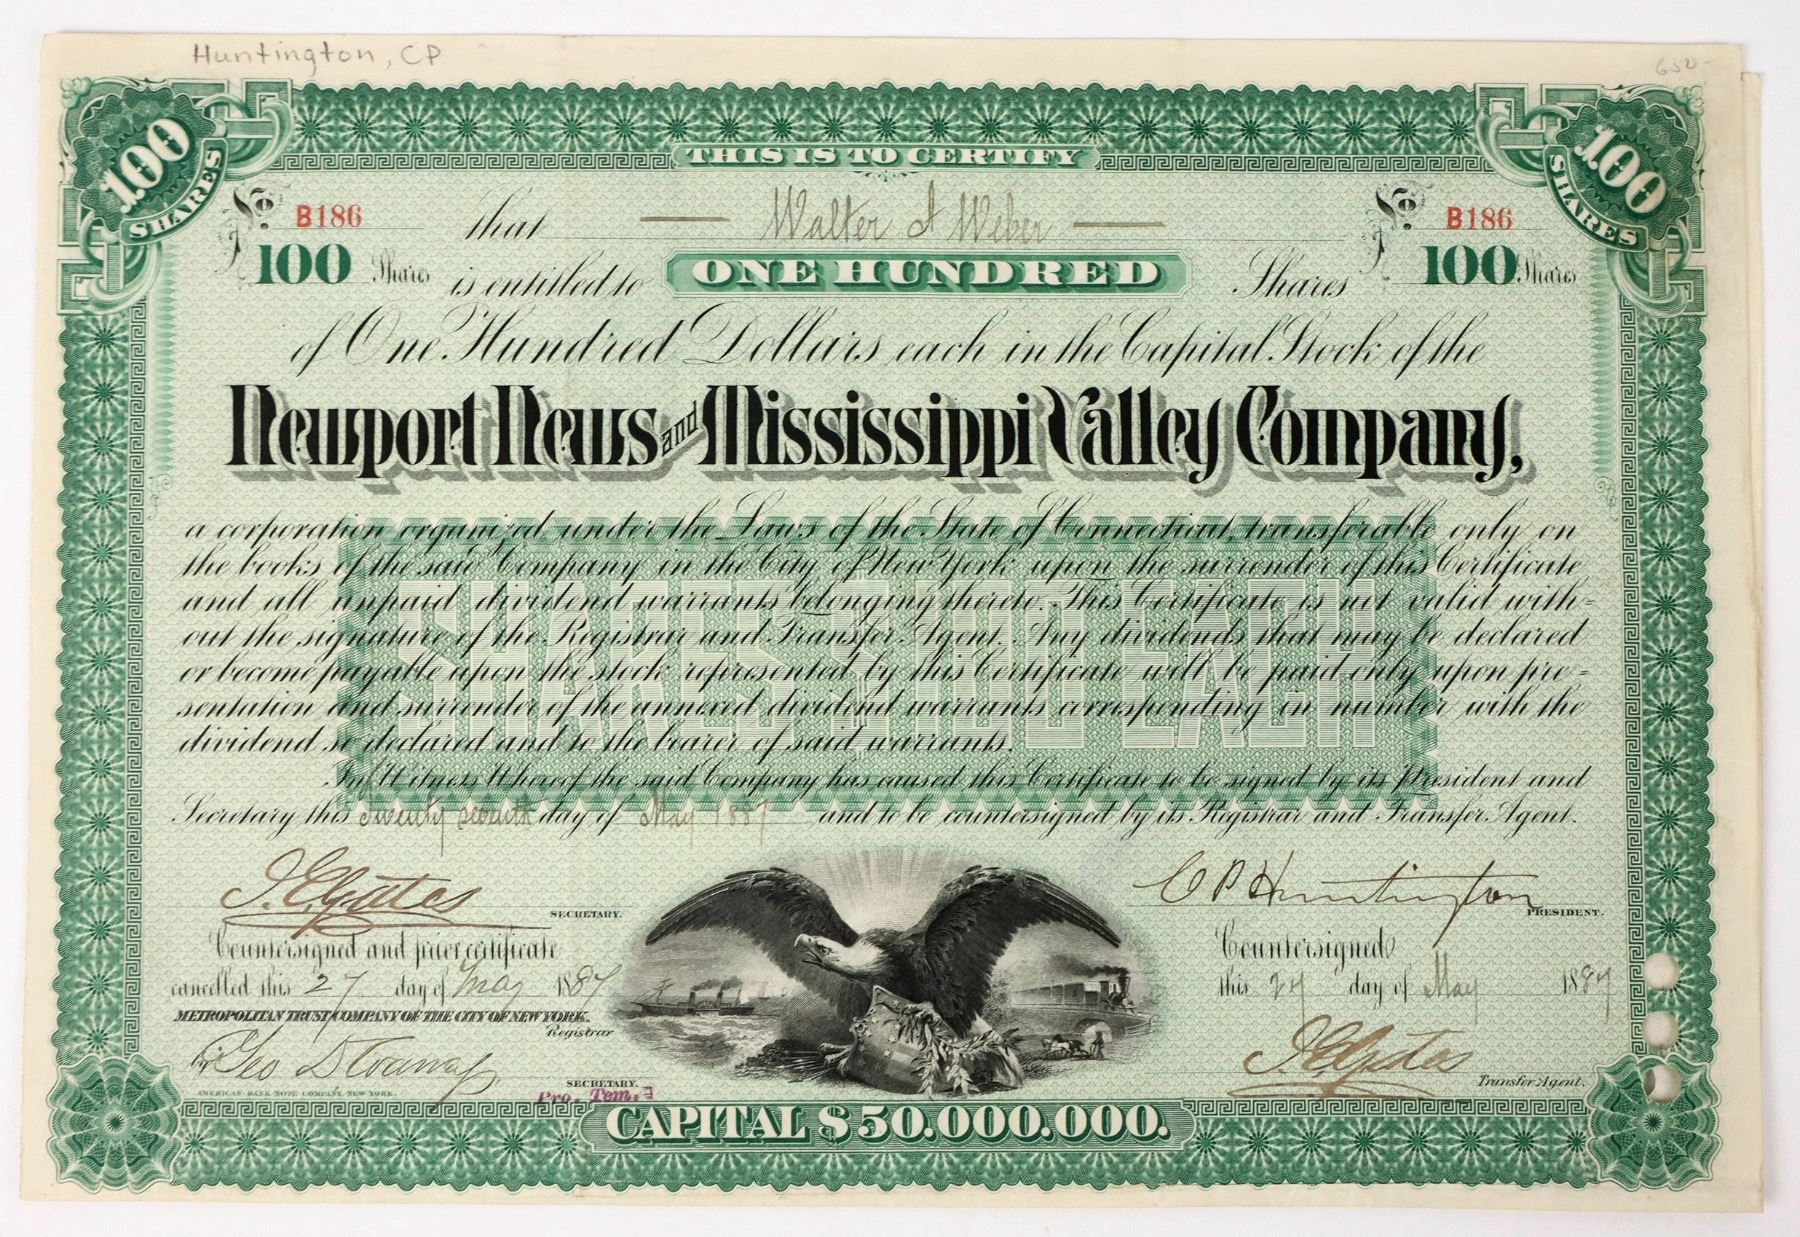 Huntington, CP
650-
100 SHARES
100 SHARES
THIS IS TO CERTIFY
No B186
That Walter A Weber
No B186
100 Shares is entitled to ONE HUNDRED Shares 100 Shares
of One Hundred Dollars each in the Capital Stock of the
Newport News and Mississippi Valley Company,
a corporation organized under the Laws of the State of Connecticut, transferable only on
the books of the said Company in the City of New York upon the surrender of this Certificate
and all unpaid dividend warrants belonging thereto. This Certificate is not valid with=
out the signature of the Registrar and Transfer Agent. Any dividends that may be declared
or become payable upon the stock represented by this Certificate will be paid only upon pre=
sentation and surrender of the annexed dividend warrants corresponding in number with the
dividend so declared and to the bearer of said warrants.
SHARES $100 EACH
In Witness Whereof the said Company has caused this Certificate to be signed by its President and
Secretary this Twenty seventh day of May 1887 and to be countersigned by its Registrar and Transfer Agent.
I. E. Gates SECRETARY.
C P Huntington PRESIDENT.
Countersigned and prior certificate
cancelled this 27 day of May 1887
METROPOLITAN TRUST COMPANY OF THE CITY OF NEW YORK.
Registrar
by Geo D
SECRETARY.
Pro. Tem.
Countersigned
this 27 day of May 1887
I. E. Gates
Transfer Agent.
AMERICAN BANK NOTE COMPANY, NEW YORK.
CAPITAL $50.000.000.